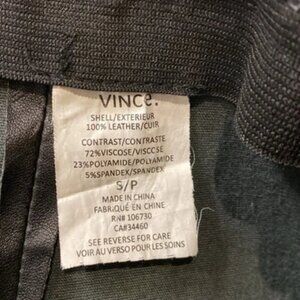 VINCe.
SHELL/EXTERIEUR
100% LEATHER/CUIR
CONTRAST/CONTRASTE
72%VISCOSE/VISCCSE
23%POLYAMIDE/POLYAMIDE
5%SPANDEX/SPANDEX
S/P
MADE IN CHINA
FABRIQUÉ EN CHINE
RN# 106730
CA#34460
SEE REVERSE FOR CARE
VOIR AU VERSO POUR LES SOINS